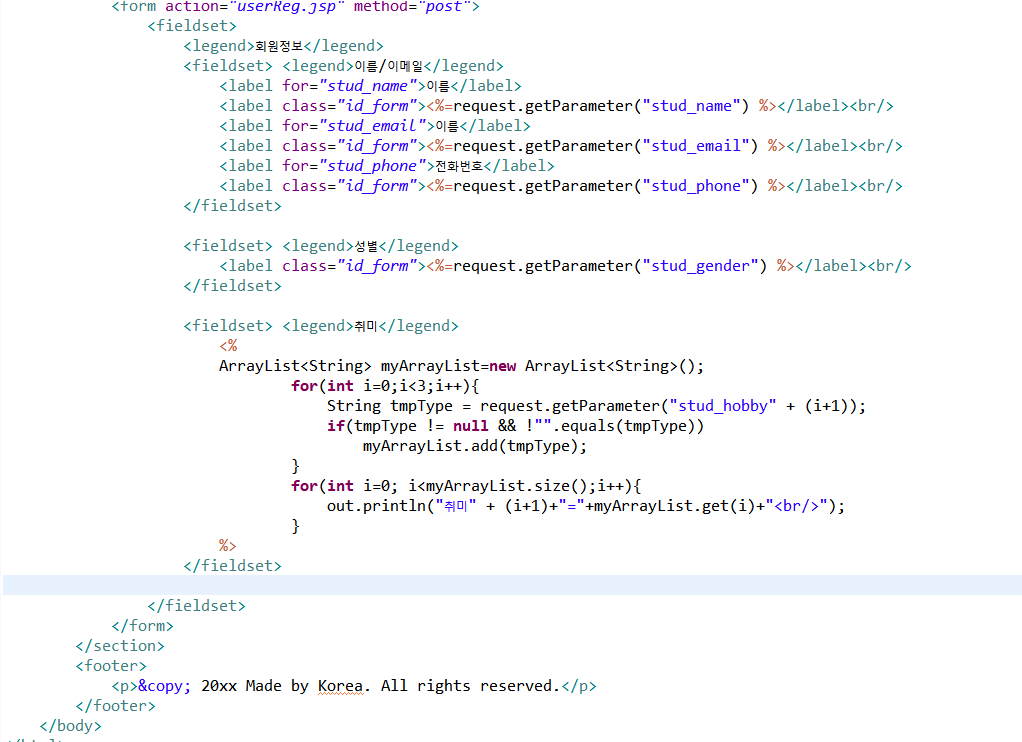 <form action="userReg.jsp" method="post">
<fieldset>
<legend>회원정보</legend>
<fieldset> <legend>이름/이메일</legend>
<label for="stud_name">이름</label>
<label class="id_form"><%=request.getParameter("stud_name") %></label><br/>
<label for="stud_email">이름</label>
<label class="id_form"><%=request.getParameter("stud_email") %></label><br/>
<label for="stud_phone">전화번호</label>
<label class="id_form"><%=request.getParameter("stud_phone") %></label><br/>
</fieldset>
<fieldset> <legend>성별</legend>
<label class="id_form"><%=request.getParameter("stud_gender") %></label><br/>
</fieldset>
<fieldset> <legend>취미</legend>
<%
ArrayList<String> myArrayList=new ArrayList<String>();
for(int i=0;i<3;i++){
String tmpType = request.getParameter("stud_hobby" + (i+1));
if(tmpType != null && !"".equals(tmpType))
myArrayList.add(tmpType);
}
for(int i=0; i<myArrayList.size();i++){
out.println("취미" + (i+1)+"="+myArrayList.get(i)+"<br/>");
}
%>
</fieldset>
</fieldset>
</form>
</section>
<footer>
<p>&copy; 20xx Made by Korea. All rights reserved.</p>
</footer>
</body>